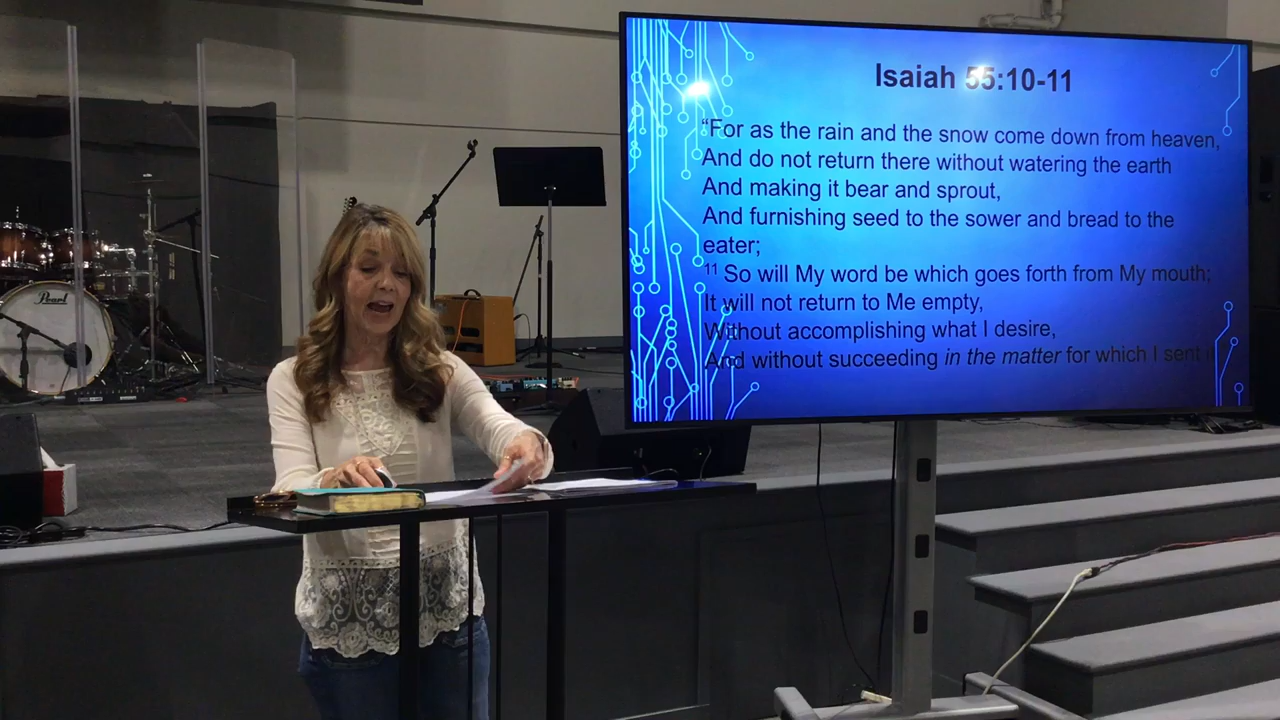 Isaiah 55:10-11
“For as the rain and the snow come down from heaven,
And do not return there without watering the earth
And making it bear and sprout,
And furnishing seed to the sower and bread to the
eater;
11 So will My word be which goes forth from My mouth;
It will not return to Me empty,
Without accomplishing what I desire,
And without succeeding in the matter for which I sent
Pearl